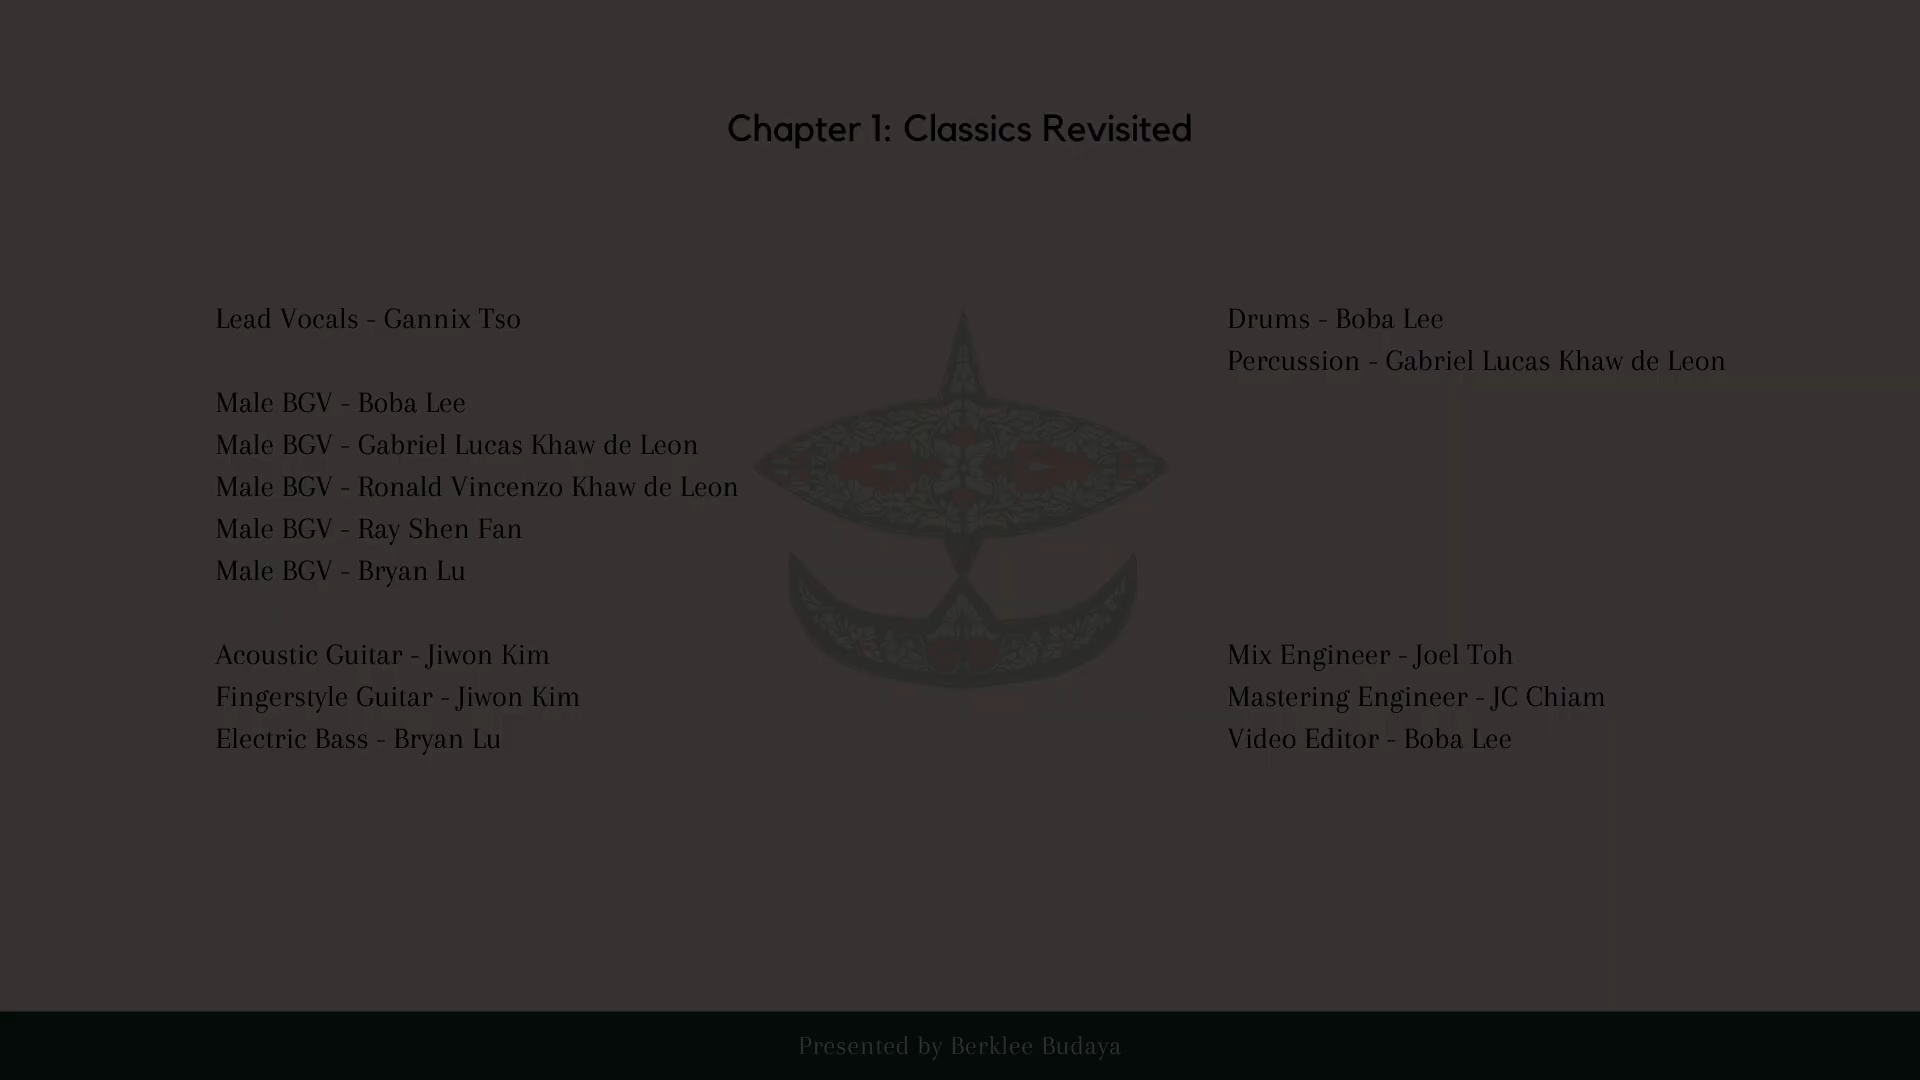 Chapter 1: Classics Revisited
Lead Vocals - Gannix Tso
Male BGV - Boba Lee
Male BGV - Gabriel Lucas Khaw de Leon
Male BGV - Ronald Vincenzo Khaw de Leon
Male BGV - Ray Shen Fan
Male BGV - Bryan Lu
Acoustic Guitar - Jiwon Kim
Fingerstyle Guitar - Jiwon Kim
Electric Bass - Bryan Lu
Drums - Boba Lee
Percussion - Gabriel Lucas Khaw de Leon
Mix Engineer - Joel Toh
Mastering Engineer - JC Chiam
Video Editor - Boba Lee
Presented by Berklee Budaya